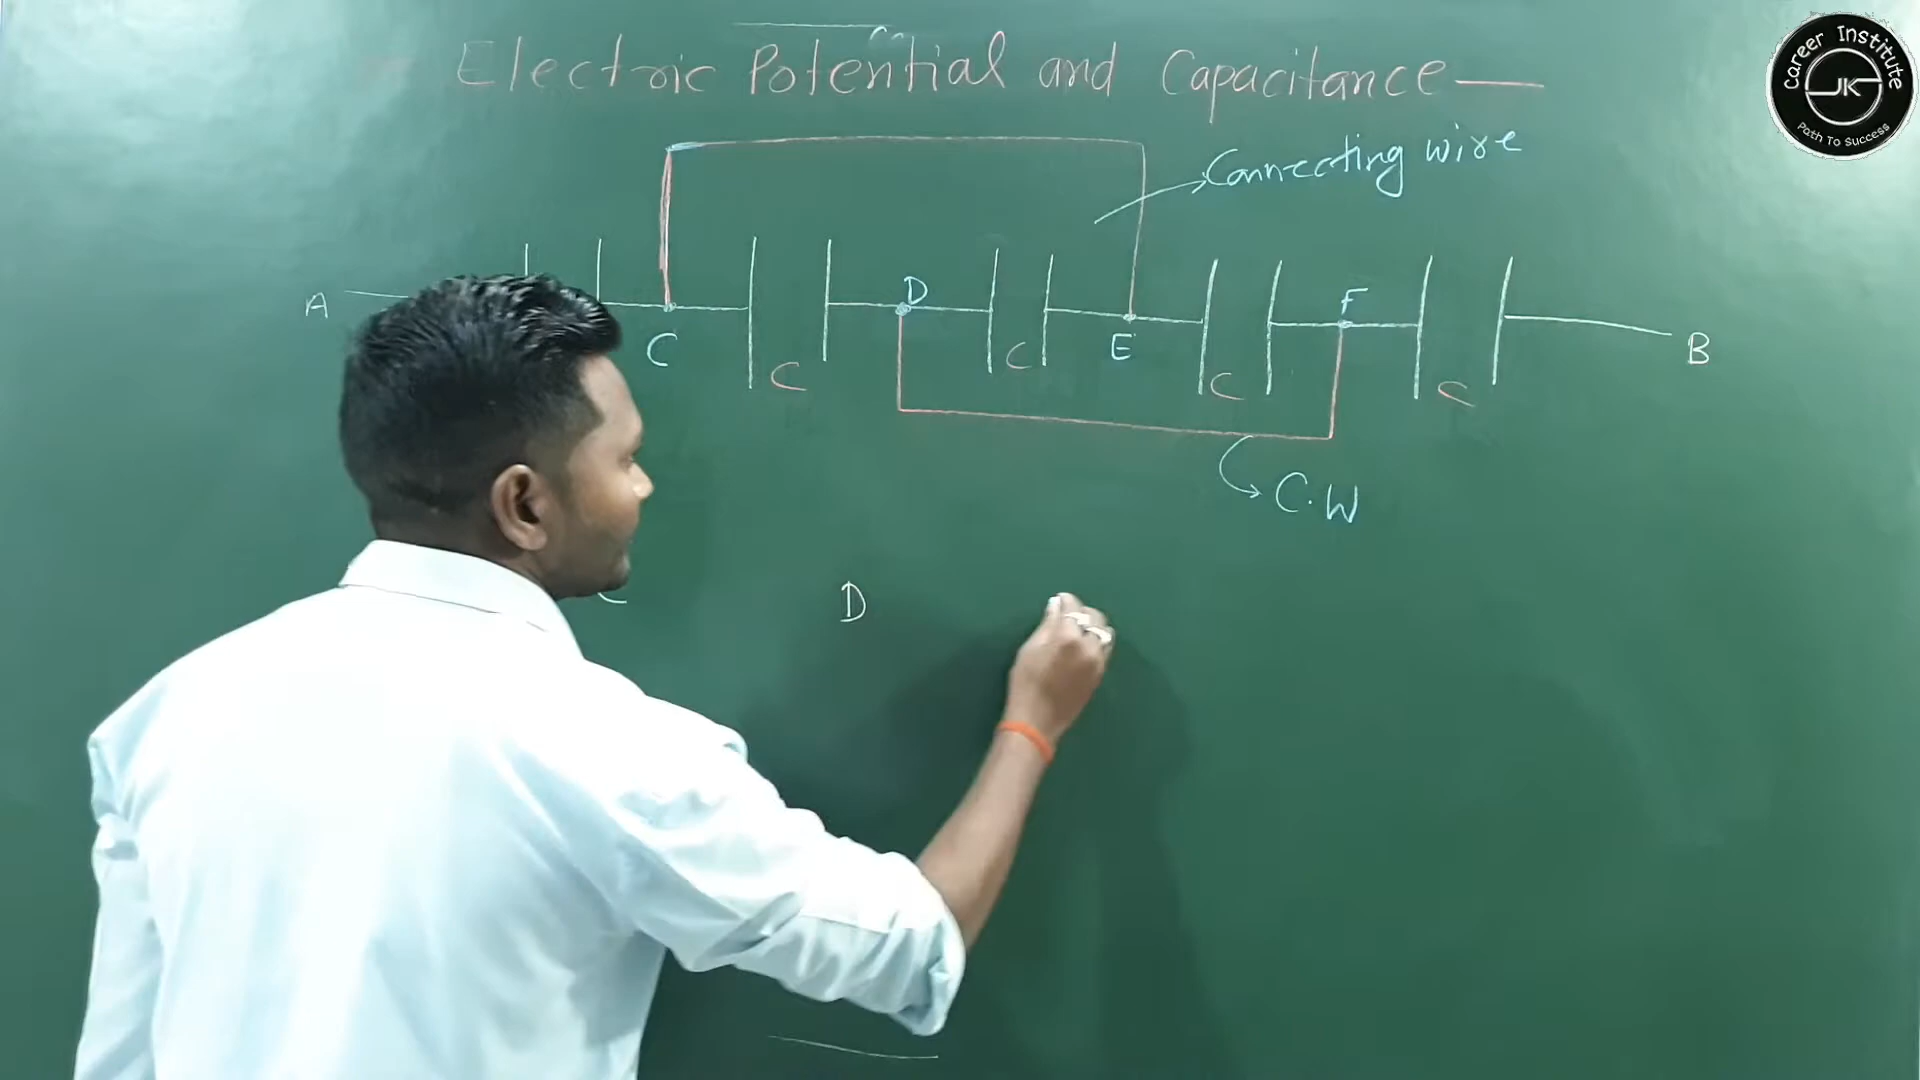 Electric Potential and Capacitance
Career Institute
JK
Path To Success
Connecting wire
A
C
D
E
F
B
C
C
C
C
C.W
C
D